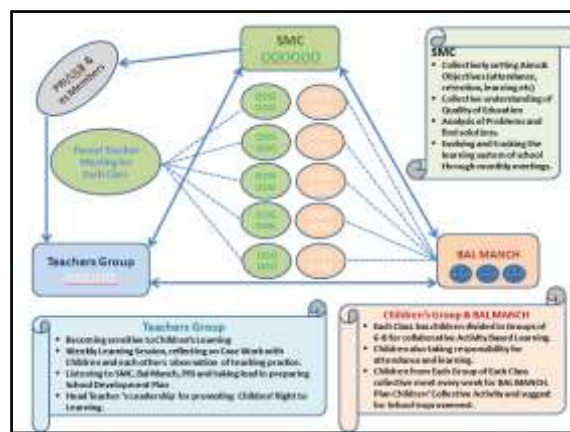 SMC
SMC
• Collectively setting Aims &
Objectives (attendance,
retention, learning etc)
• Collective understanding of
Quality of Education
• Analysis of Problems and
find solutions.
• Evolving and tracking the
learning system of school
through monthly meetings.
& 
as Members
Parent Teacher
Meeting for
Each Class
Teachers Group
BAL MANCH
Teachers Group
• Becoming sensitive to Children's Learning
• Weekly Learning Session, reflecting on Case Work with
Children and each others observation of teaching practice.
• Listening to SMC, Bal Manch, PRI and taking lead in preparing
School Development Plan
• Head Teacher's Leadership for promoting Children' Right to
Learning.
Children's Group & BAL MANCH
• Each Class has children divided in Groups of
6-8 for collaborative Activity Based Learning.
• Children also taking responsibility for
attendance and learning.
• Children from Each Group of Each Class
collective meet every week for BAL MANCH.
Plan Children' Collective Activity and suggest
for School Improvement.